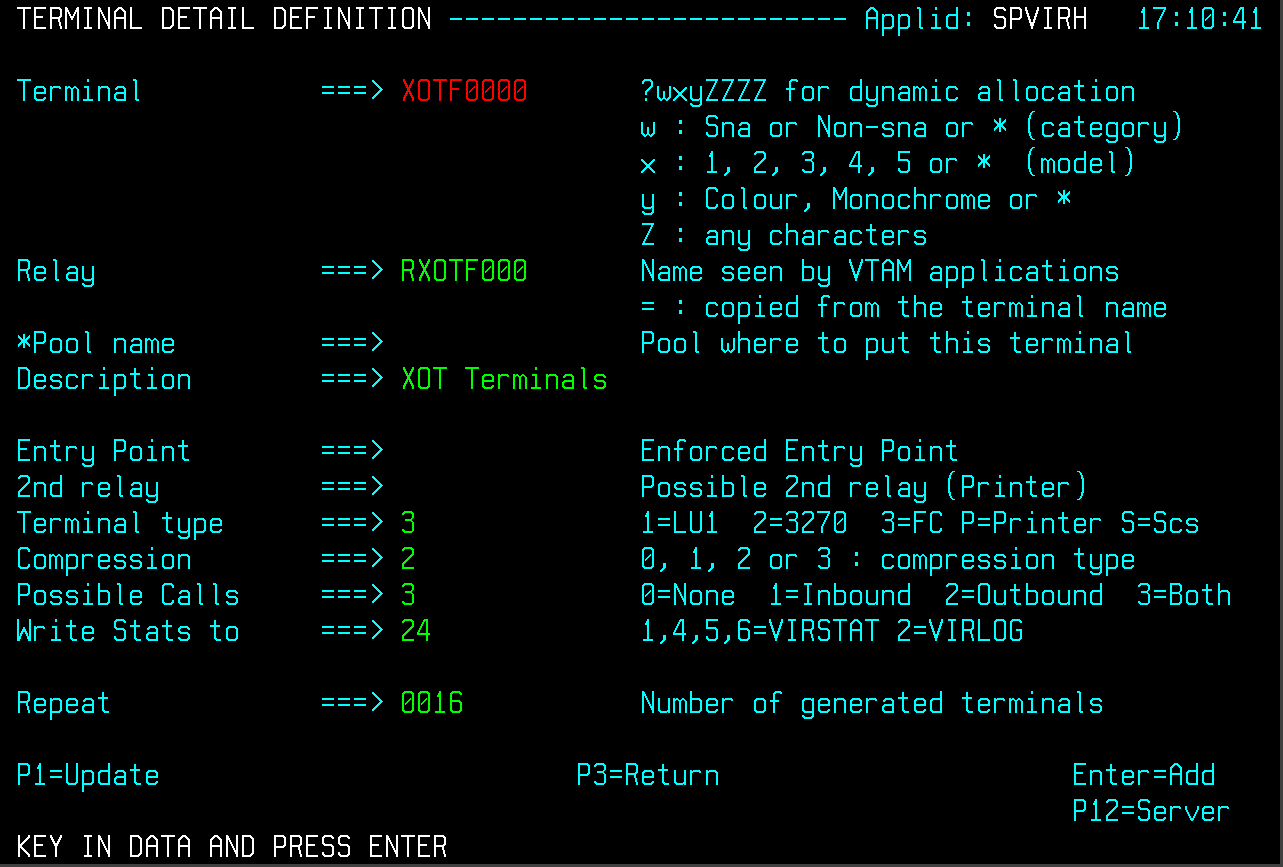 TERMINAL DETAIL DEFINITION ------------------------- Applid: SPVIRH 17:10:41
Terminal ===> XOTF0000 ?wxyZZZZ for dynamic allocation
w : Sna or Non-sna or * (category)
x : 1, 2, 3, 4, 5 or * (model)
y : Colour, Monochrome or *
Z : any characters
Relay ===> RXOTF000 Name seen by VTAM applications
= : copied from the terminal name
*Pool name ===> Pool where to put this terminal
Description ===> XOT Terminals
Entry Point ===> Enforced Entry Point
2nd relay ===> Possible 2nd relay (Printer)
Terminal type ===> 3 1=LU1 2=3270 3=FC P=Printer S=Scs
Compression ===> 2 0, 1, 2 or 3 : compression type
Possible Calls ===> 3 0=None 1=Inbound 2=Outbound 3=Both
Write Stats to ===> 24 1,4,5,6=VIRSTAT 2=VIRLOG
Repeat ===> 0016 Number of generated terminals
P1=Update P3=Return Enter=Add
P12=Server
KEY IN DATA AND PRESS ENTER